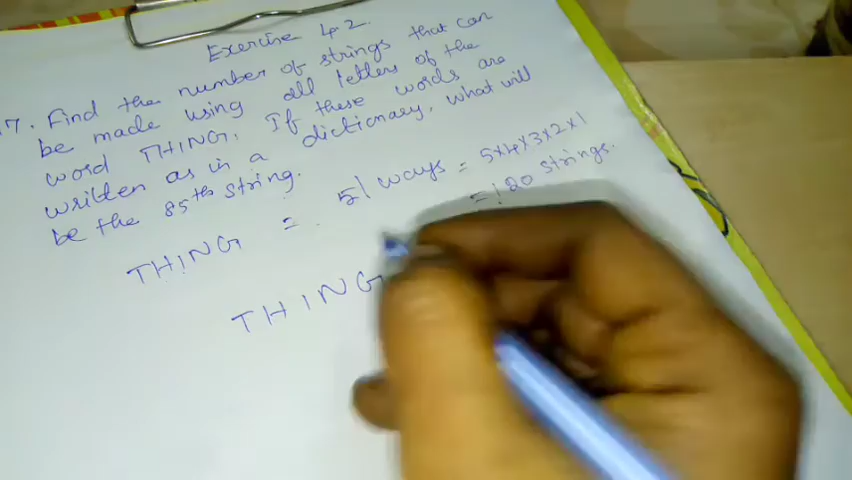 Exercise 4.2.
17. Find the number of strings that can
be made using all letters of the
word THING. If these words are
written as in a dictionary, what will
be the 85th string.
THING = 5! ways = 5×4×3×2×1
= 120 strings.
THING